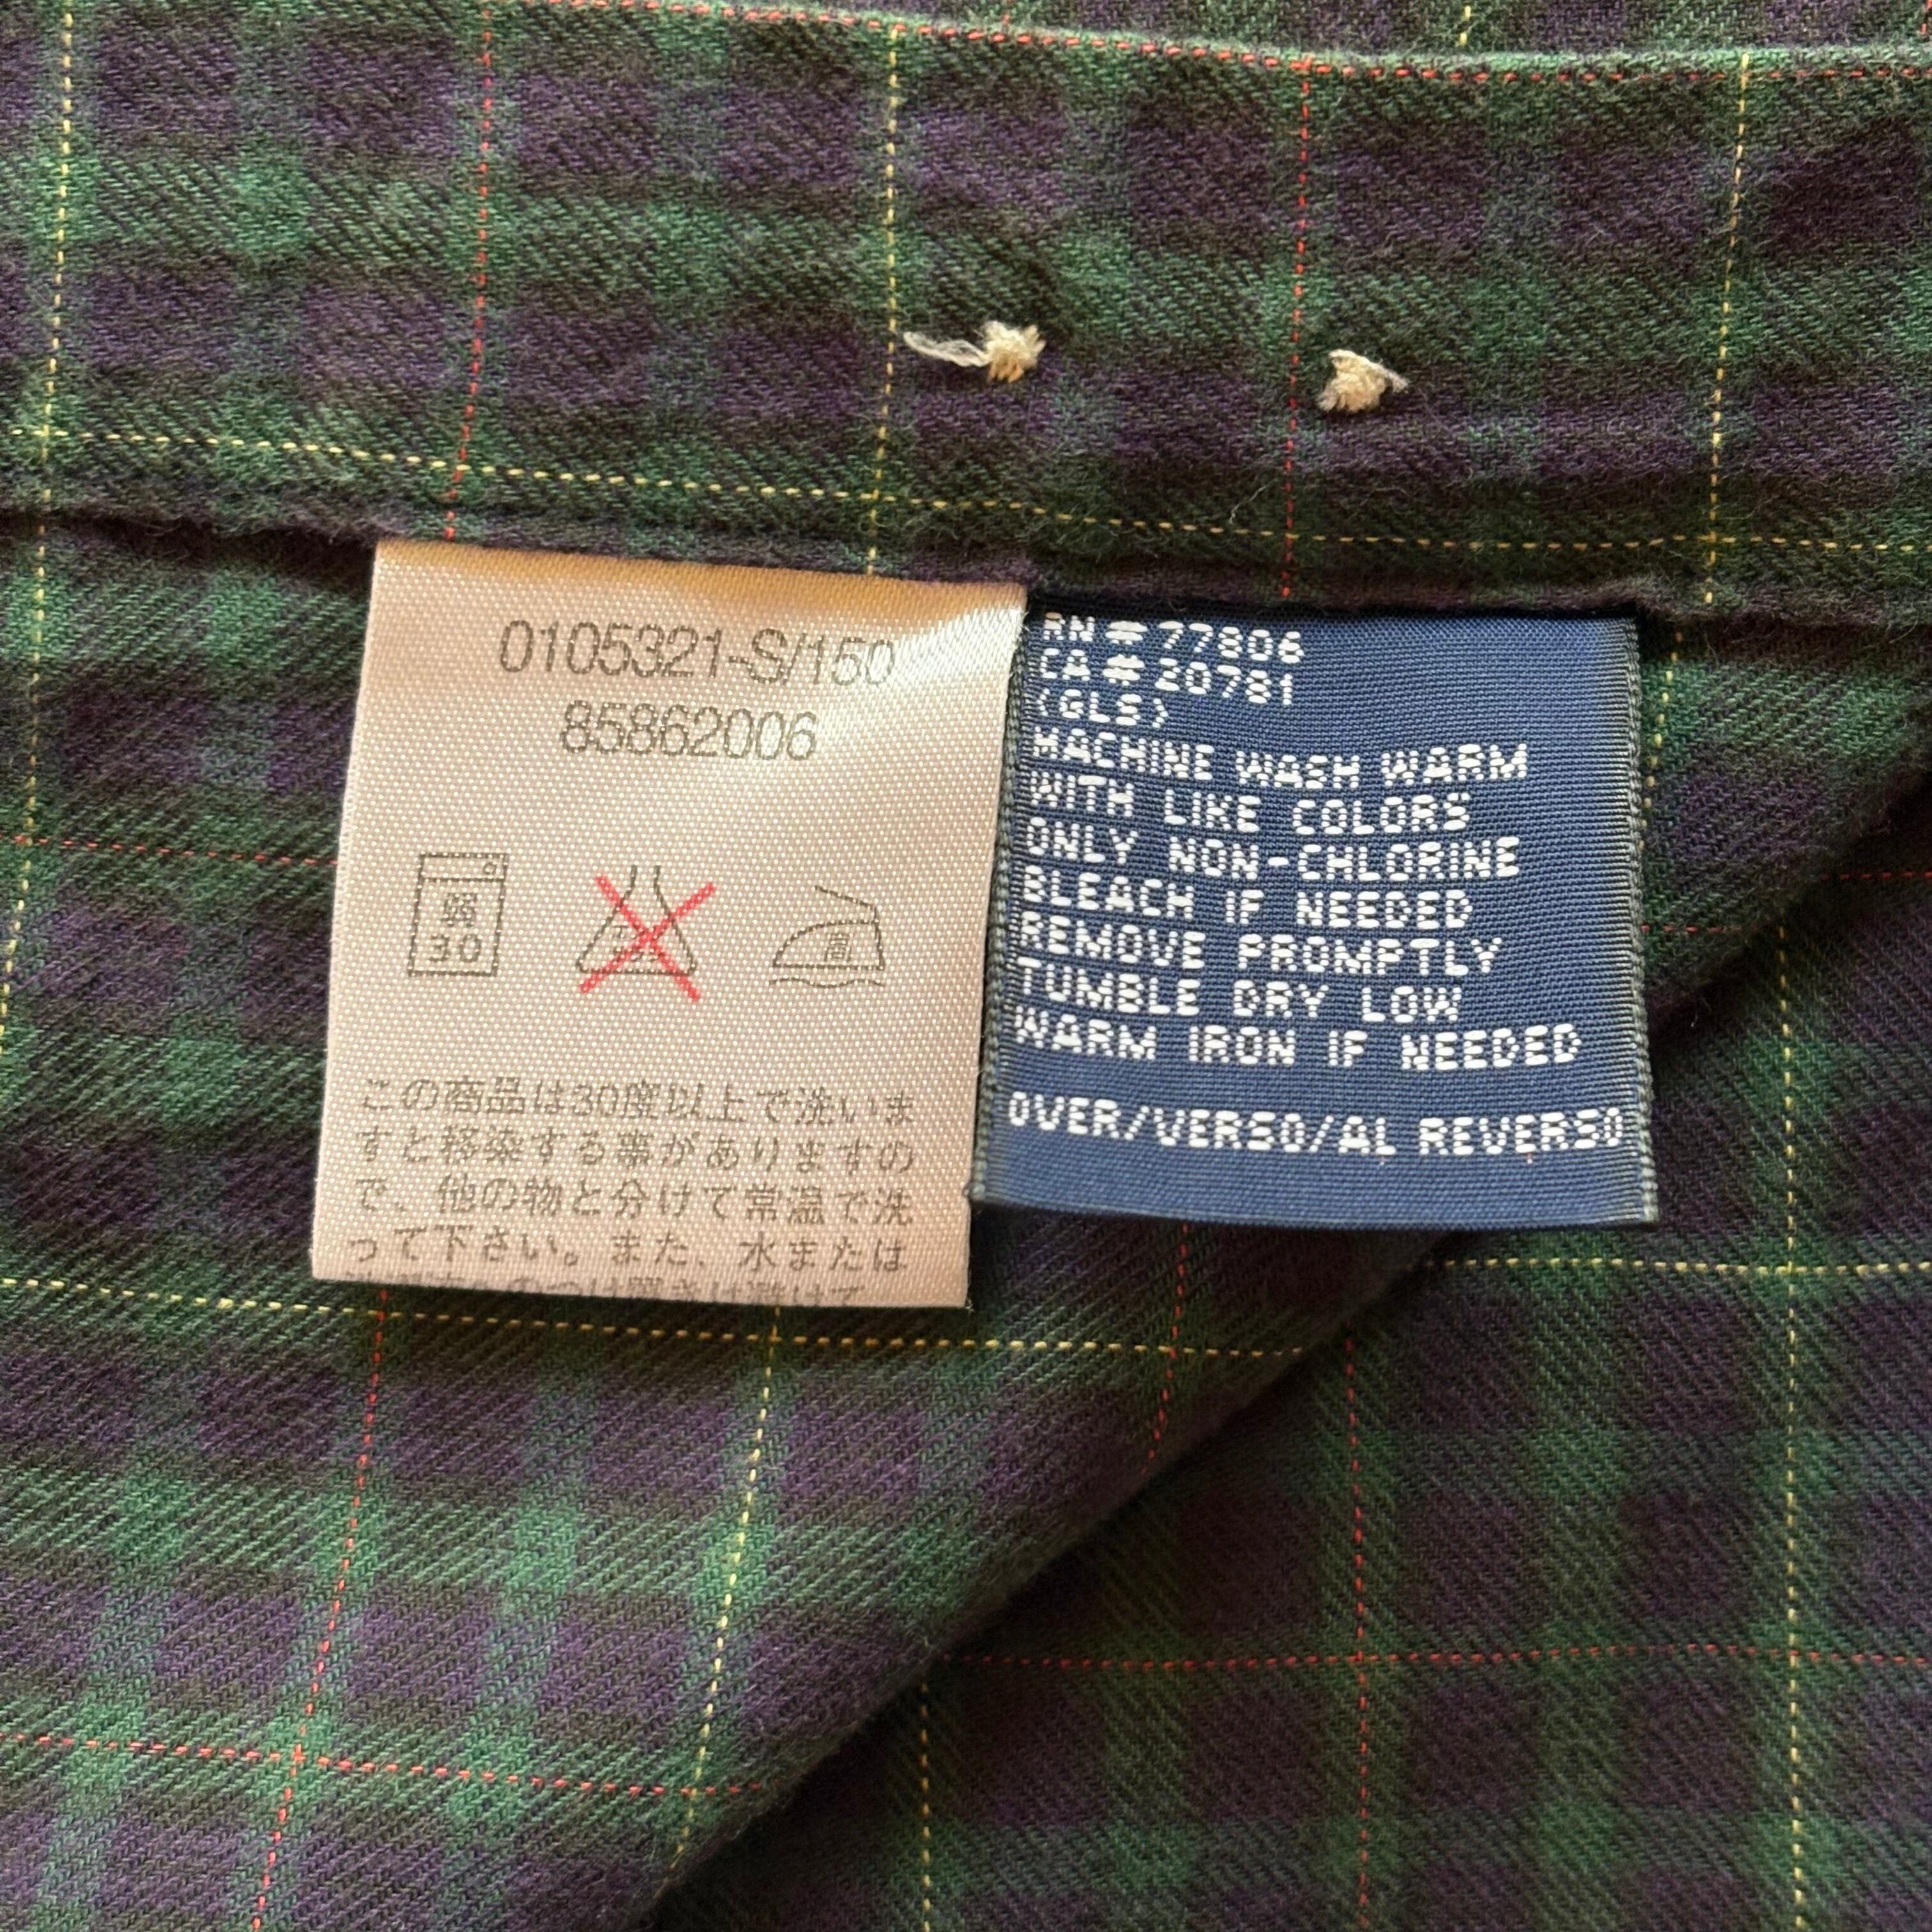 0105321-S/150
85862006
弱
30
高
この商品は30度以上で洗いま
すと移染する事がありますの
で、他の物と分けて常温で洗
って下さい。また、水または
RN# 77806
CA# 20781
(GLS)
MACHINE WASH WARM
WITH LIKE COLORS
ONLY NON-CHLORINE
BLEACH IF NEEDED
REMOVE PROMPTLY
TUMBLE DRY LOW
WARM IRON IF NEEDED
OVER/VERSO/AL REVERSO